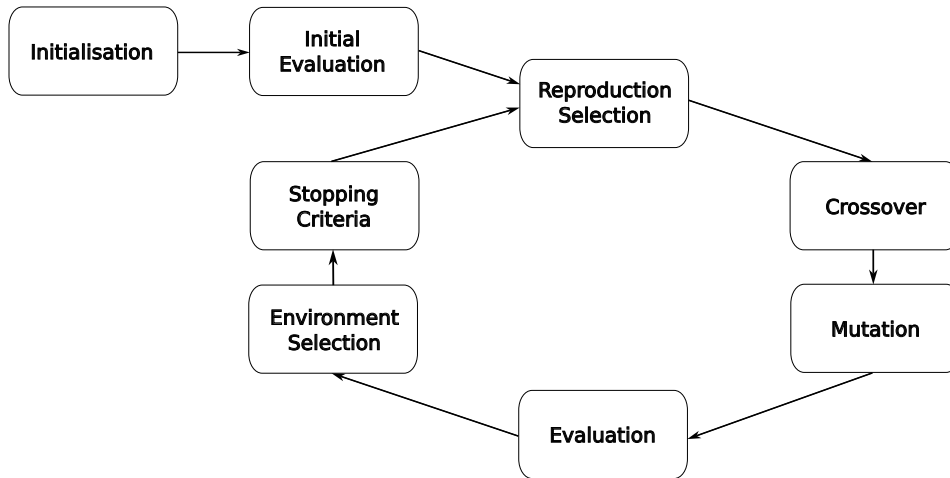 Initialisation
Initial
Evaluation
Reproduction
Selection
Stopping
Criteria
Crossover
Environment
Selection
Mutation
Evaluation